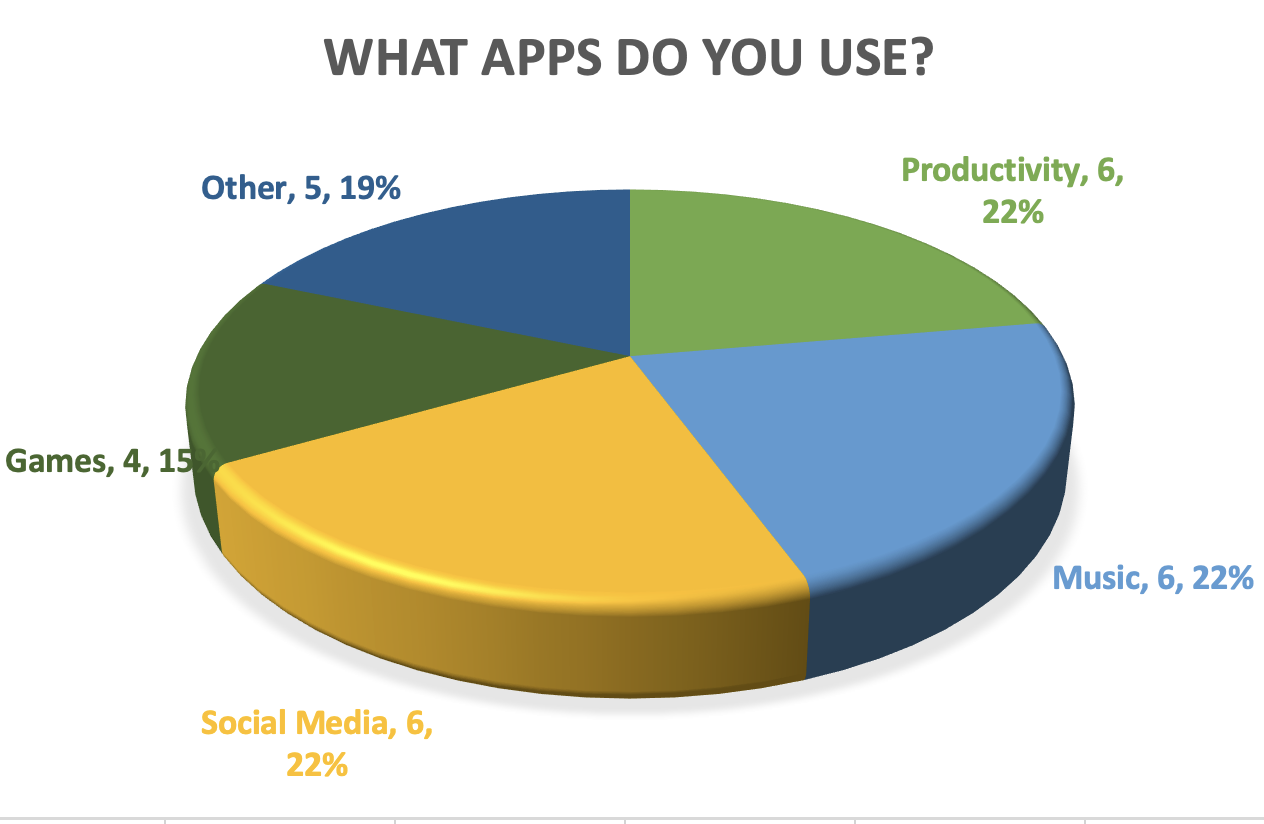 WHAT APPS DO YOU USE?
Other, 5, 19%
Productivity, 6,
22%
Games, 4, 15%
Music, 6, 22%
Social Media, 6,
22%